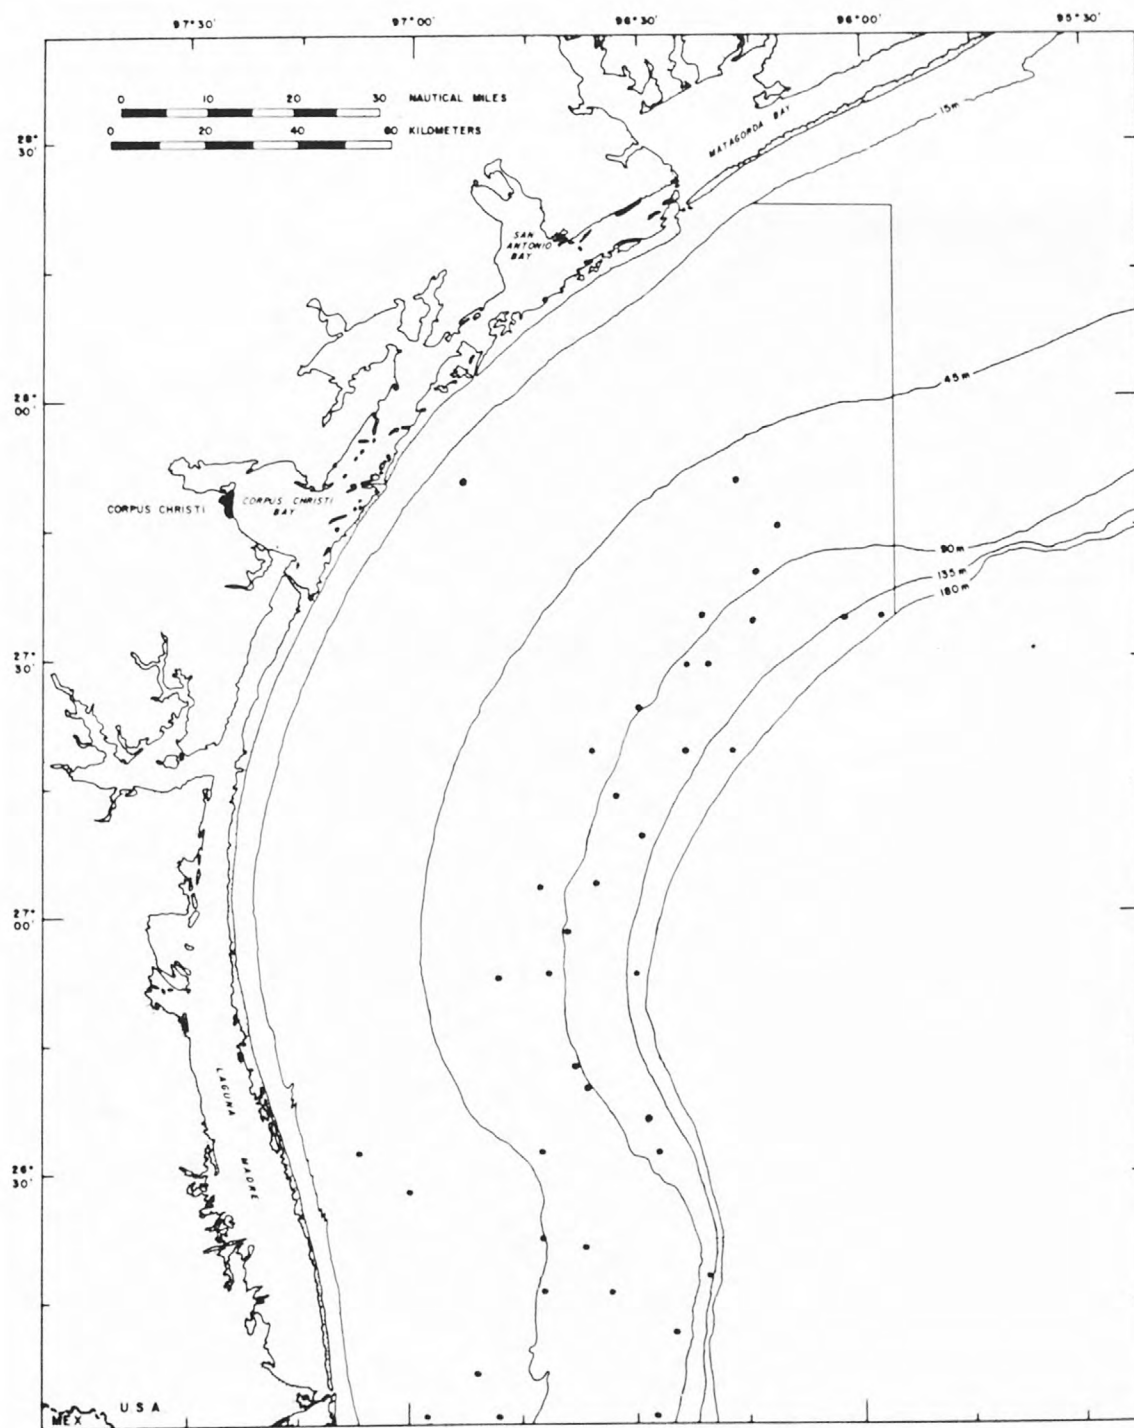 97°30' 97°00' 96°30' 96°00' 95°30'
0 10 20 30 NAUTICAL MILES
0 20 40 60 KILOMETERS
28°
30'
MATAGORDA BAY
15m
SAN
ANTONIO
BAY
45m
28°
00'
CORPUS CHRISTI
CORPUS CHRISTI
BAY
90m
135m
180m
27°
30'
27°
00'
LAGUNA
MADRE
26°
30'
USA
MEX